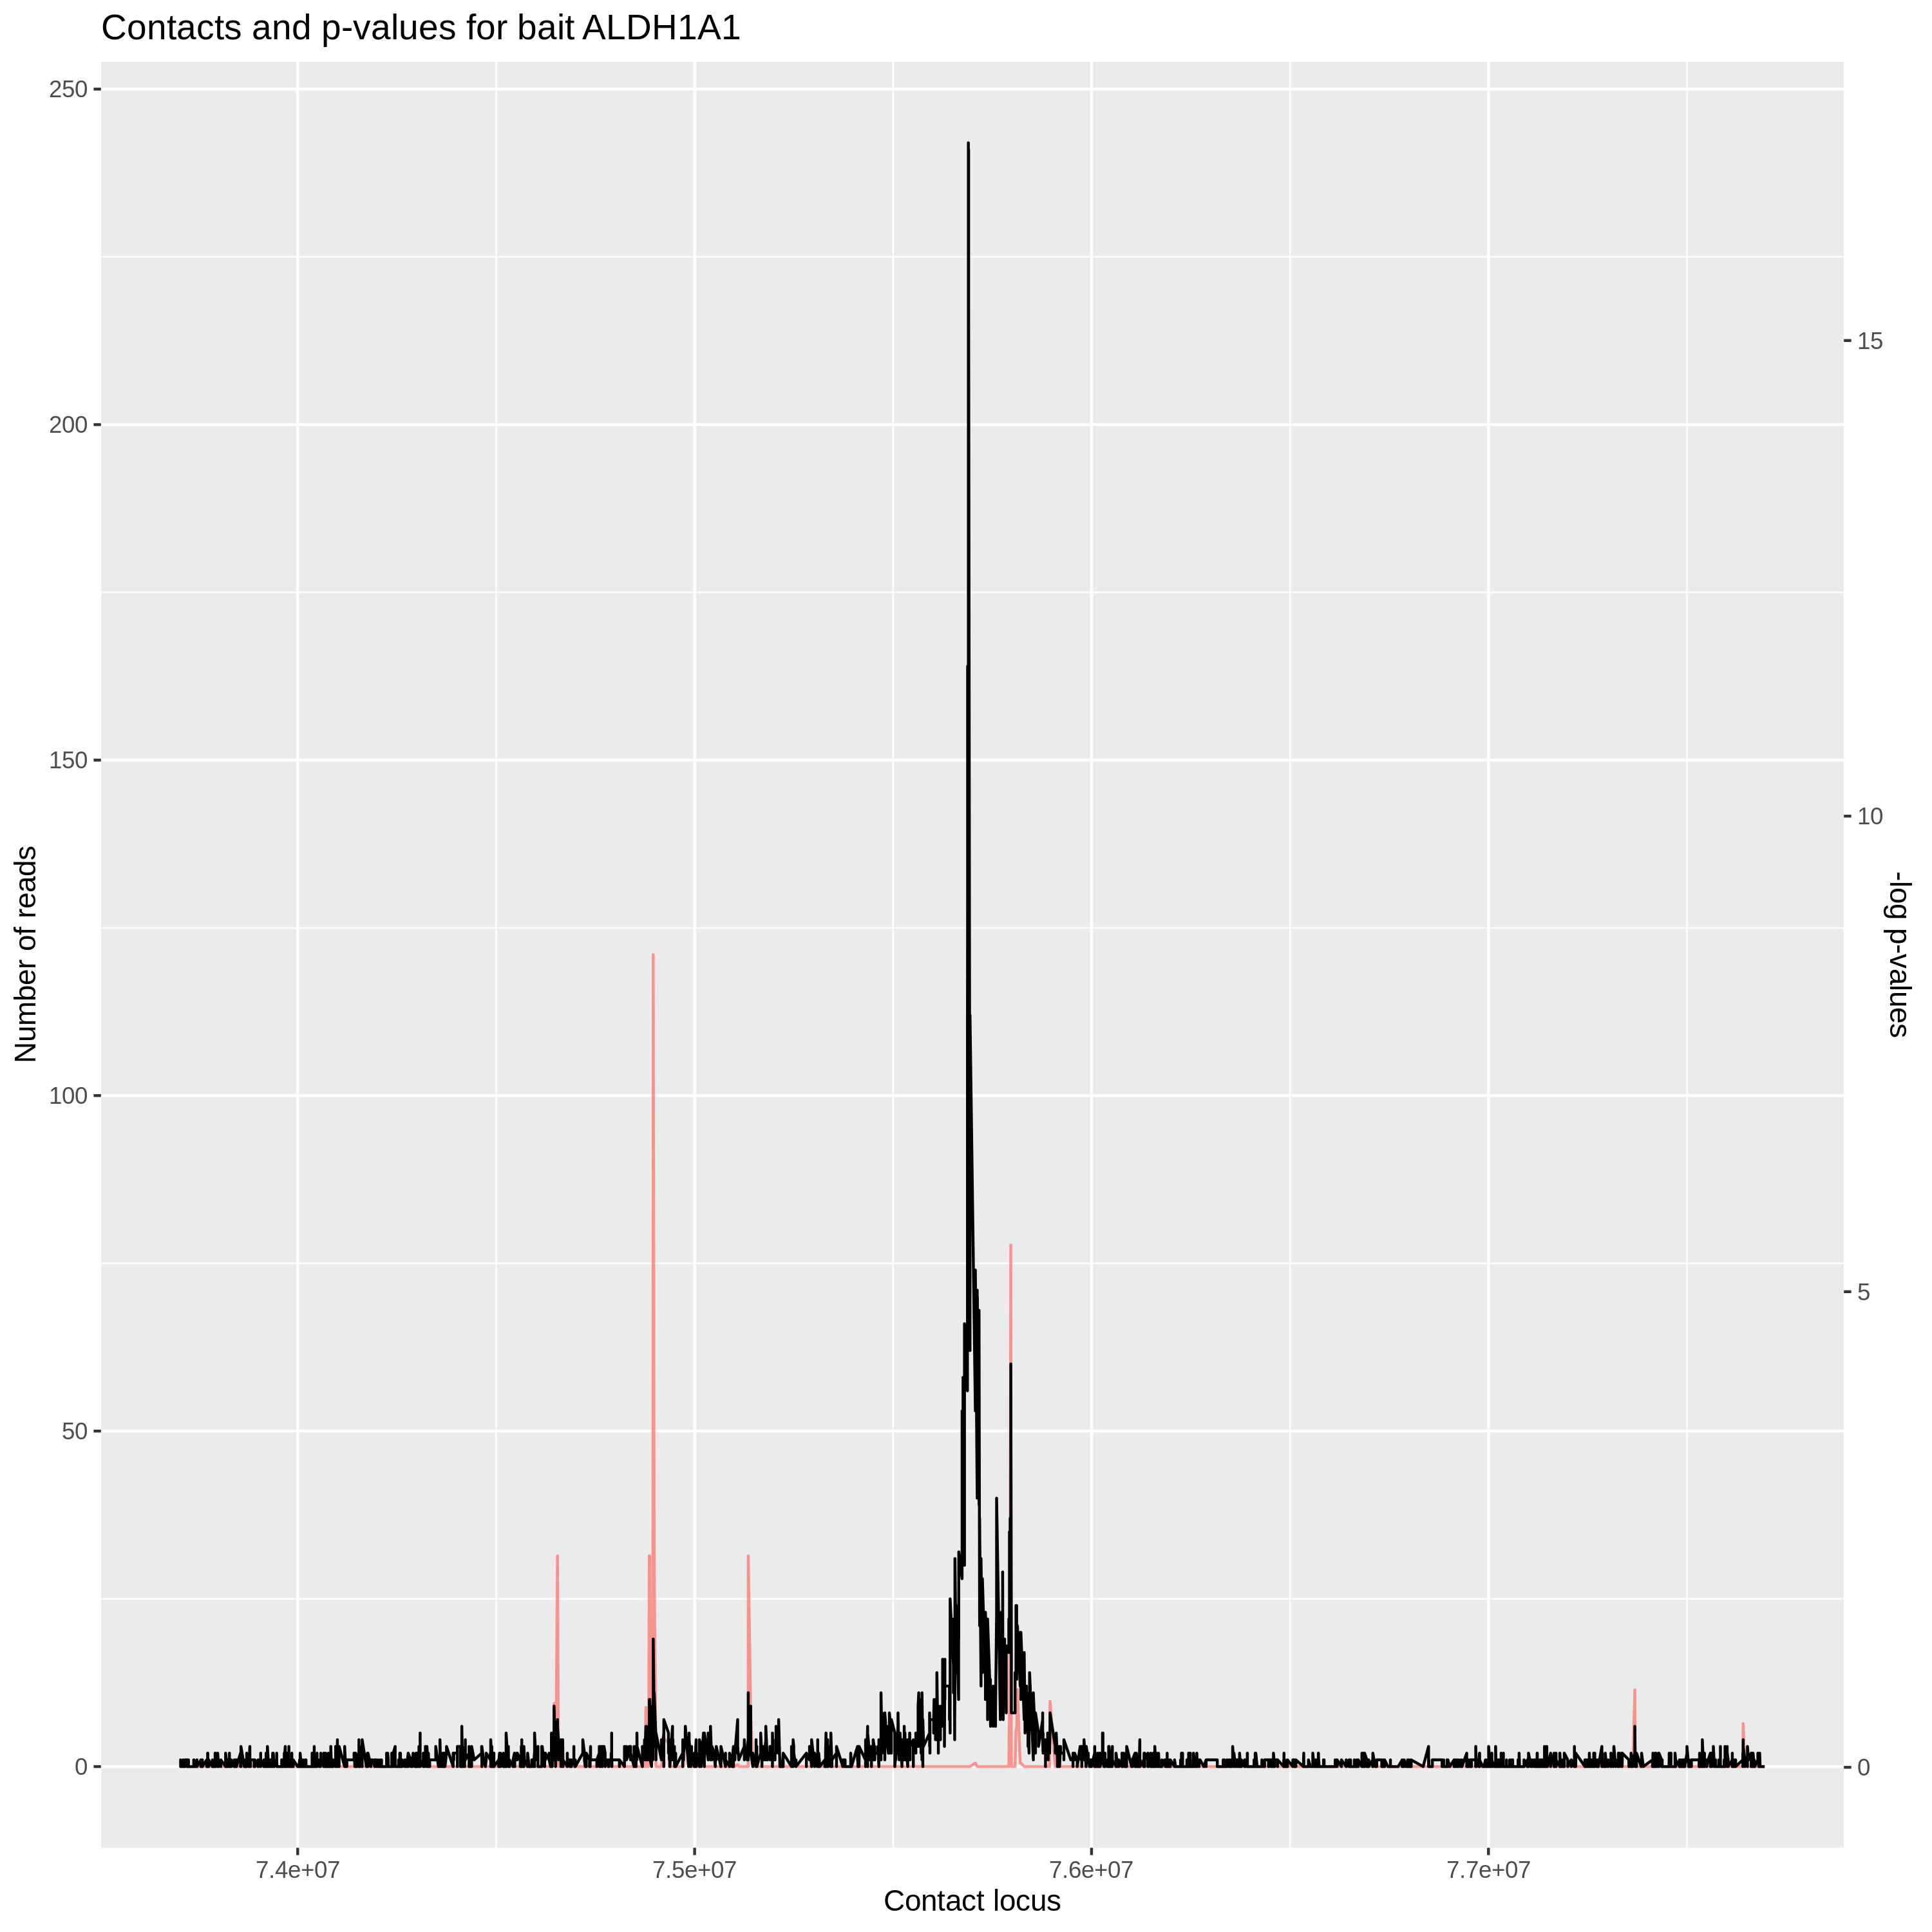 Contacts and p-values for bait ALDH1A1
250
200
150
100
50
0
Number of reads
15
10
5
0
-log p-values
7.4e+07
7.5e+07
7.6e+07
7.7e+07
Contact locus